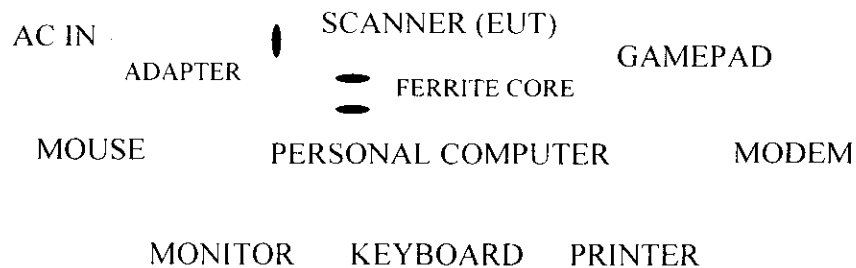 AC IN
SCANNER (EUT)
ADAPTER
GAMEPAD
FERRITE CORE
MOUSE
PERSONAL COMPUTER
MODEM
MONITOR
KEYBOARD
PRINTER